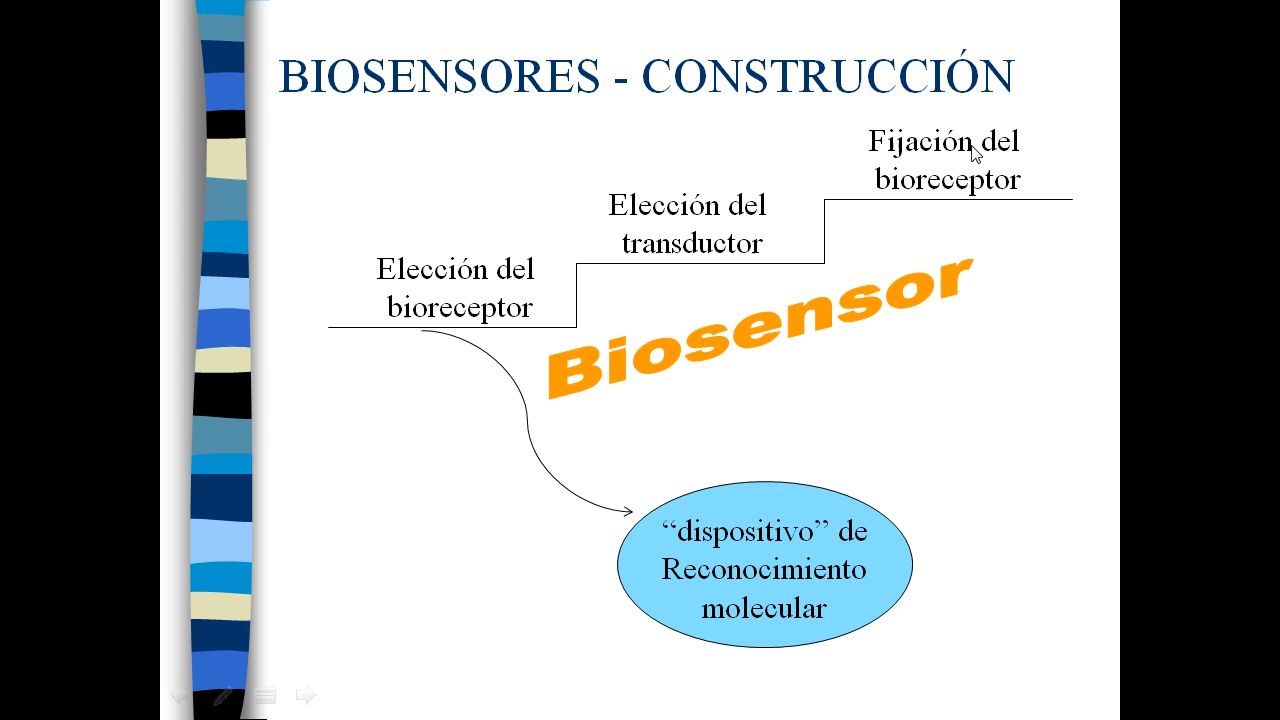 BIOSENSORES - CONSTRUCCIÓN
Fijación del
bioreceptor
Elección del
transductor
Elección del
bioreceptor
Biosensor
“dispositivo” de
Reconocimiento
molecular